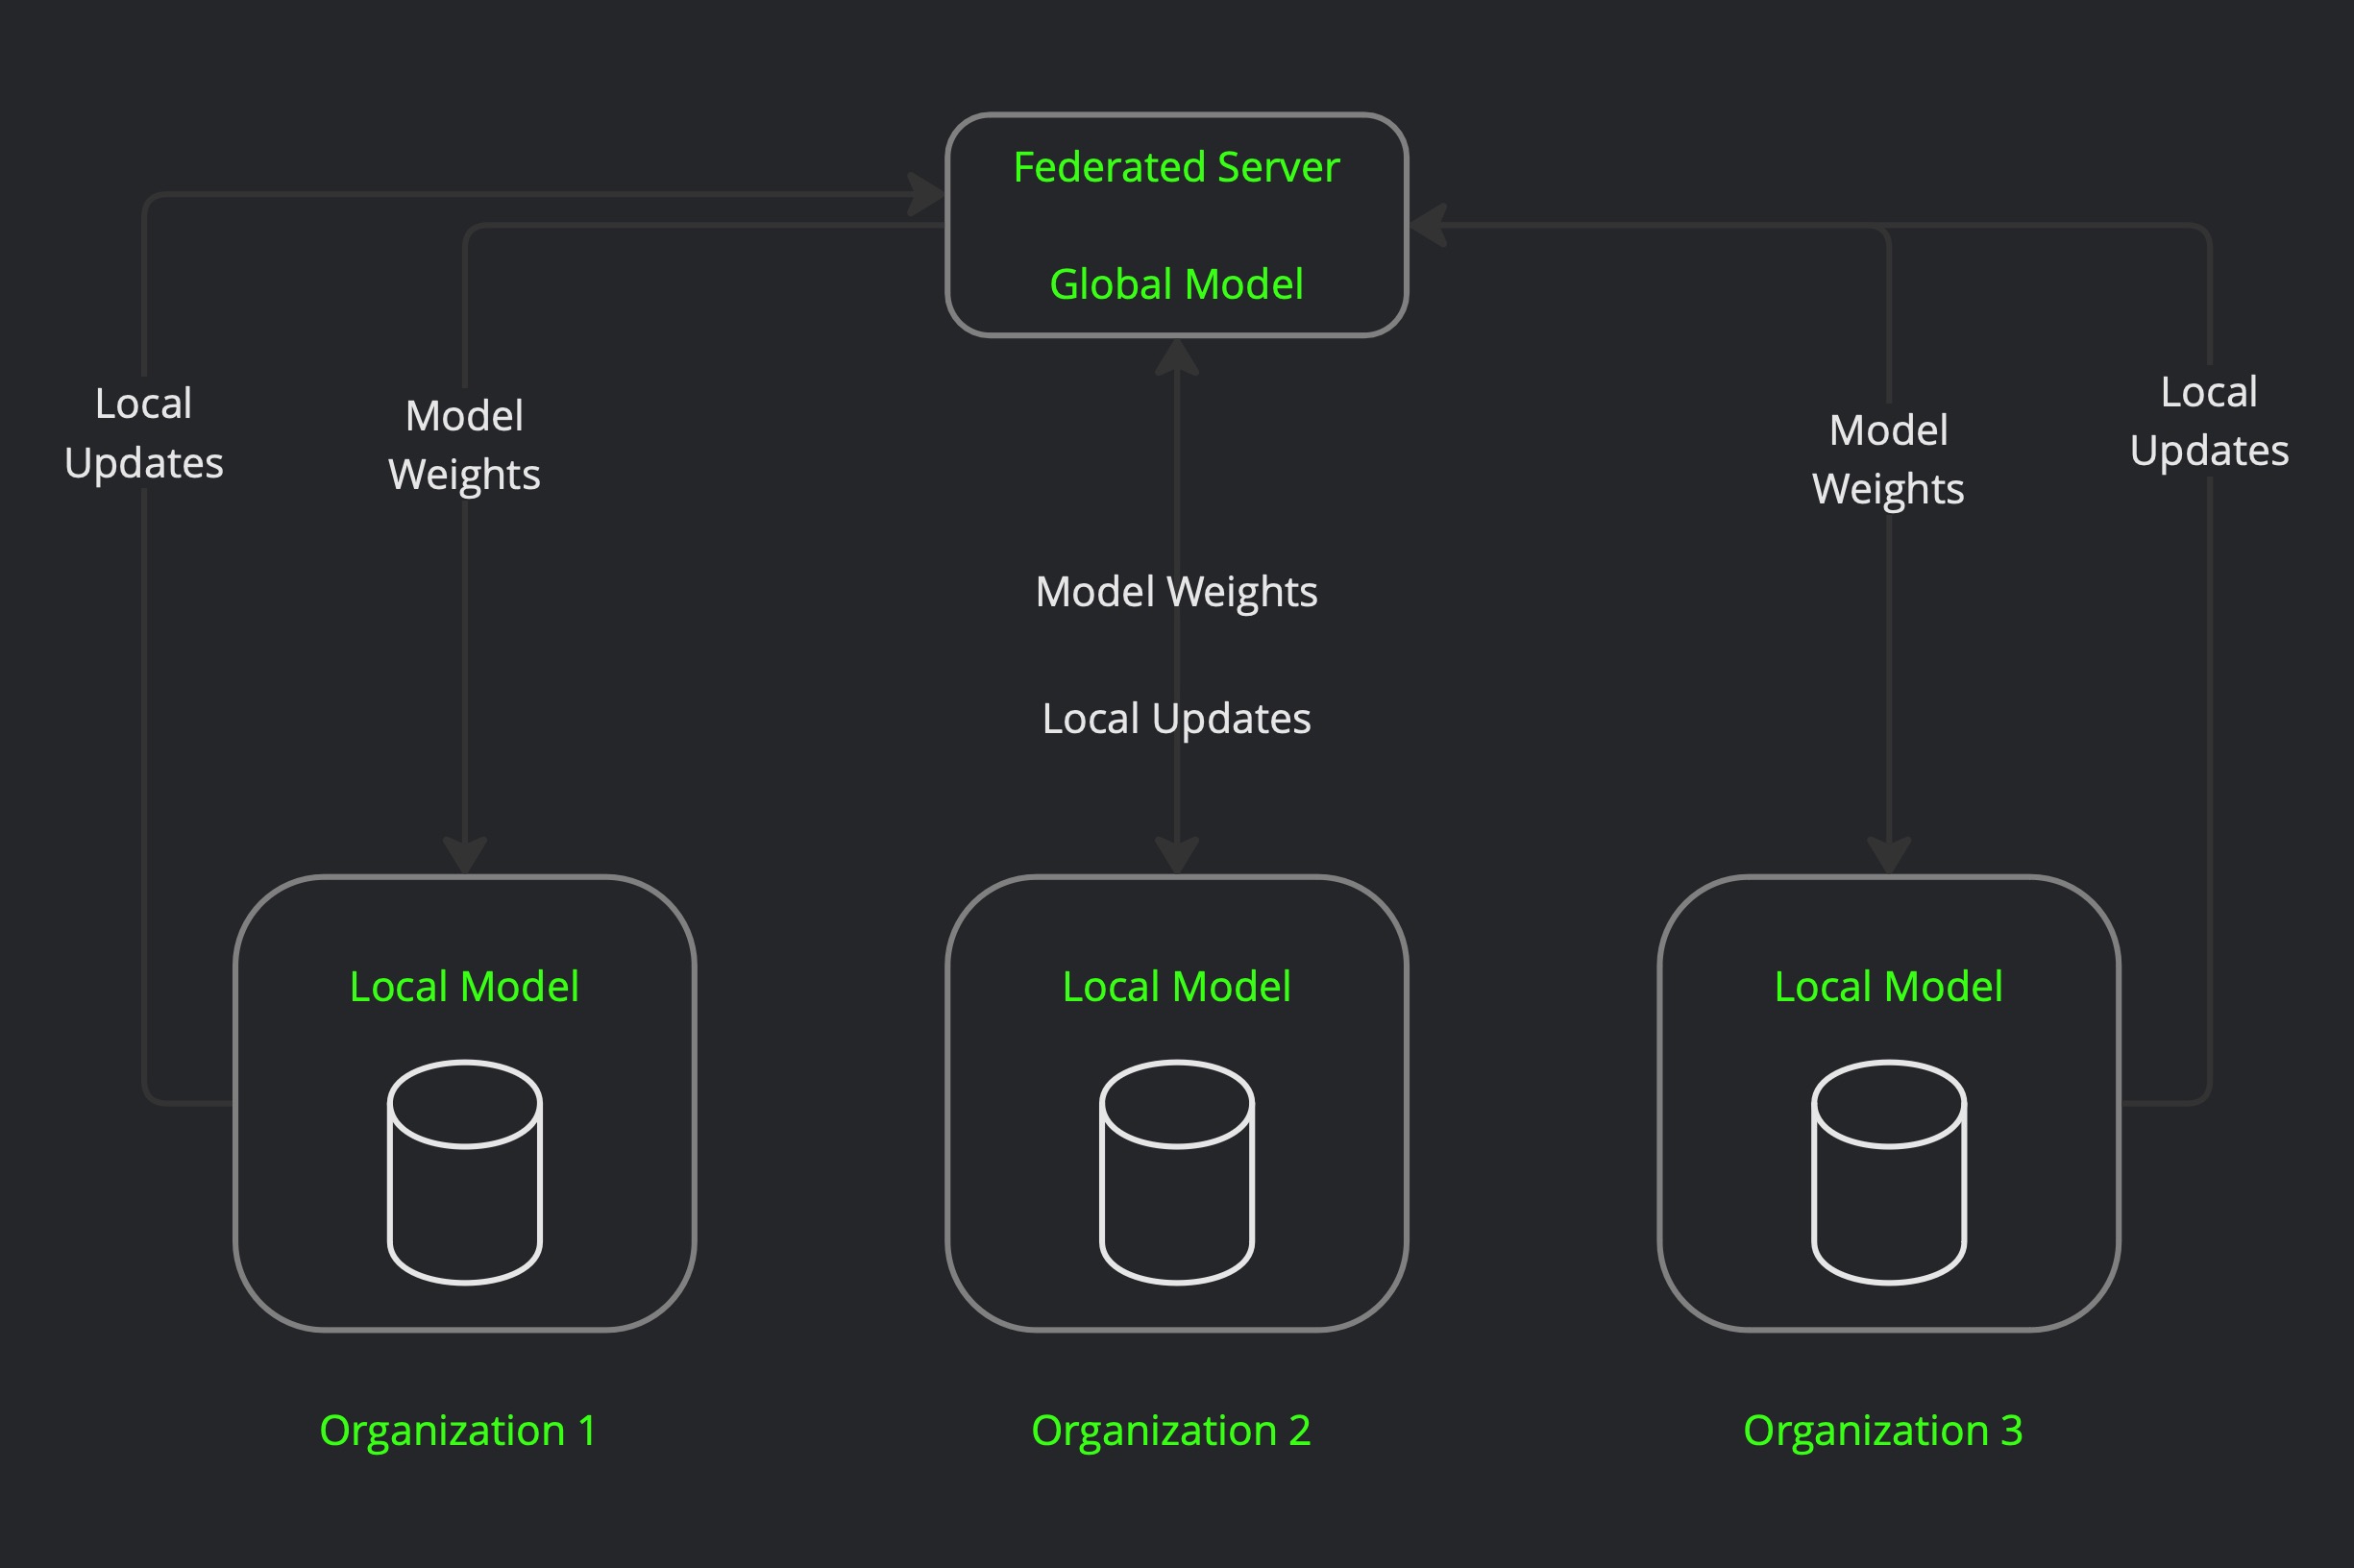 Federated Server
Global Model
Local
Updates
Model
Weights
Model Weights
Local Updates
Model
Weights
Local
Updates
Local Model
Local Model
Local Model
Organization 1
Organization 2
Organization 3